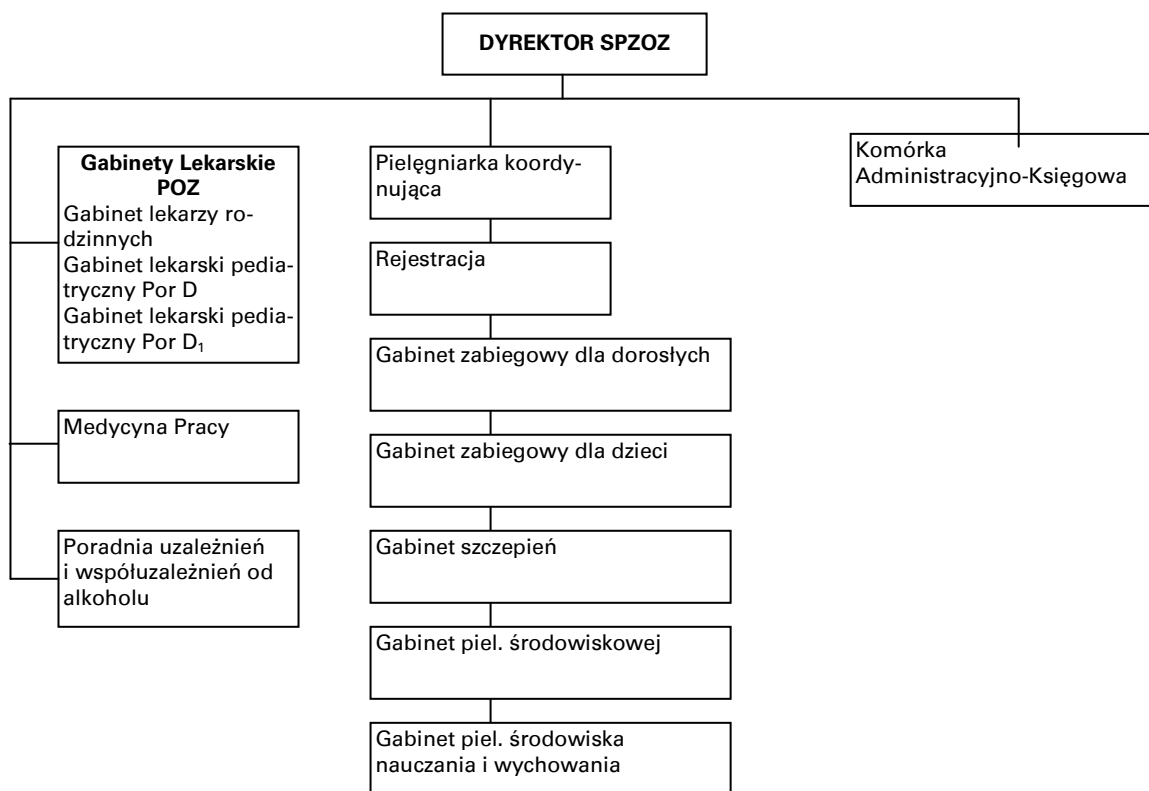 DYREKTOR SPZOZ
Gabinety Lekarskie
POZ
Gabinet lekarzy ro-
dzinnych
Gabinet lekarski pedia-
tryczny Por D
Gabinet lekarski pedia-
tryczny Por D₁
Medycyna Pracy
Poradnia uzależnień
i współuzależnień od
alkoholu
Pielęgniarka koordy-
nująca
Rejestracja
Gabinet zabiegowy dla dorosłych
Gabinet zabiegowy dla dzieci
Gabinet szczepień
Gabinet piel. środowiskowej
Gabinet piel. środowiska
nauczania i wychowania
Komórka
Administracyjno-Księgowa